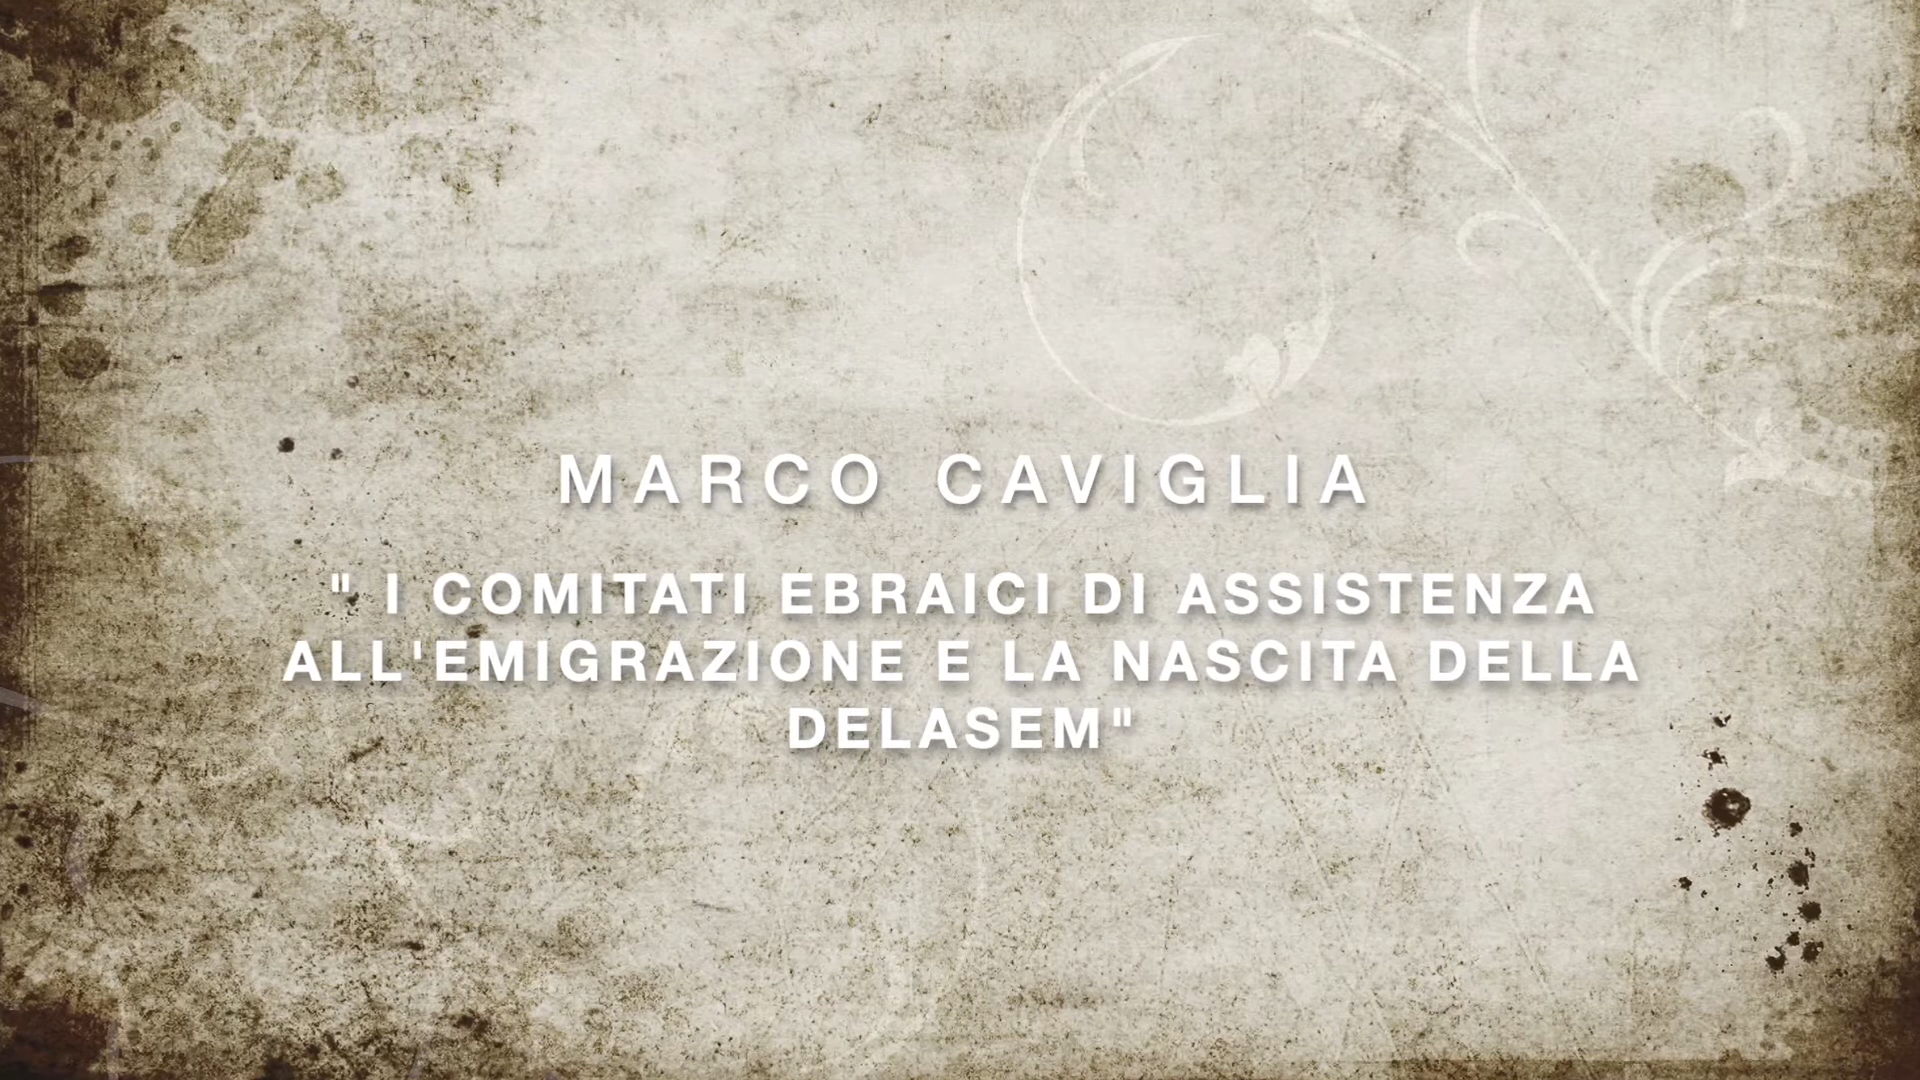 MARCO CAVIGLIA
" I COMITATI EBRAICI DI ASSISTENZA
ALL'EMIGRAZIONE E LA NASCITA DELLA
DELASEM"